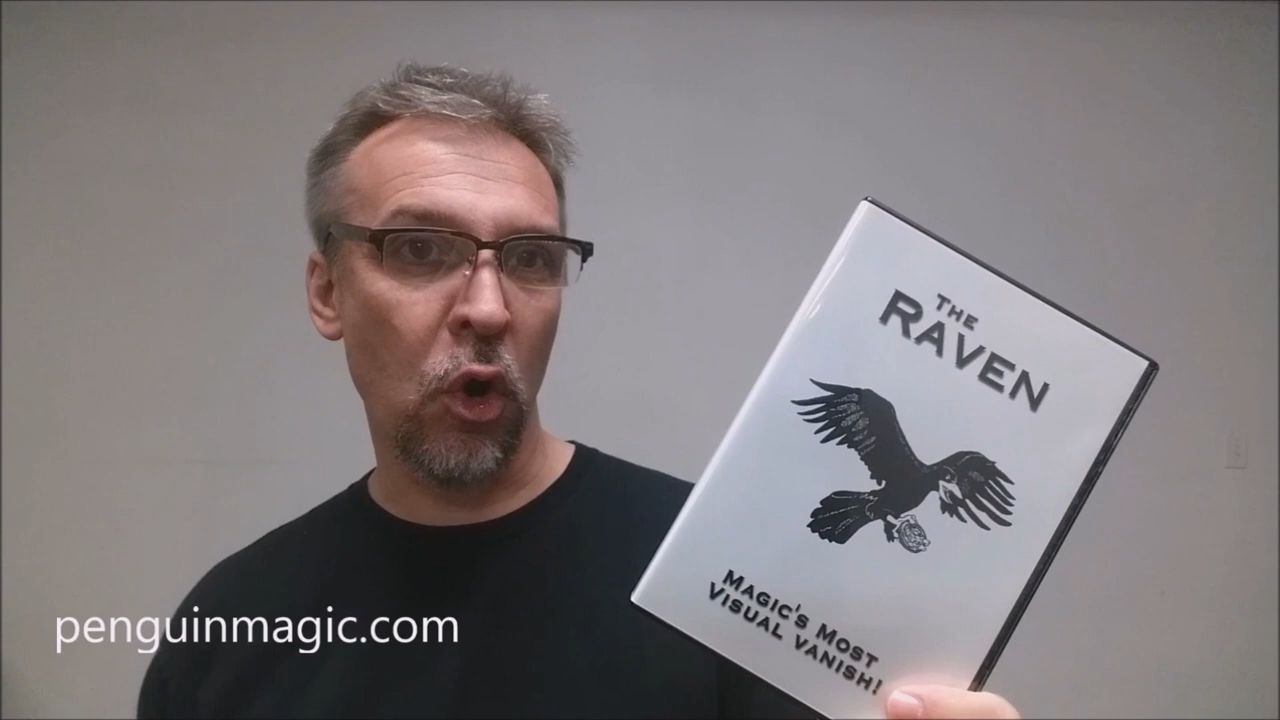 THE
RAVEN
MAGIC'S MOST
VISUAL VANISH!
penguinmagic.com